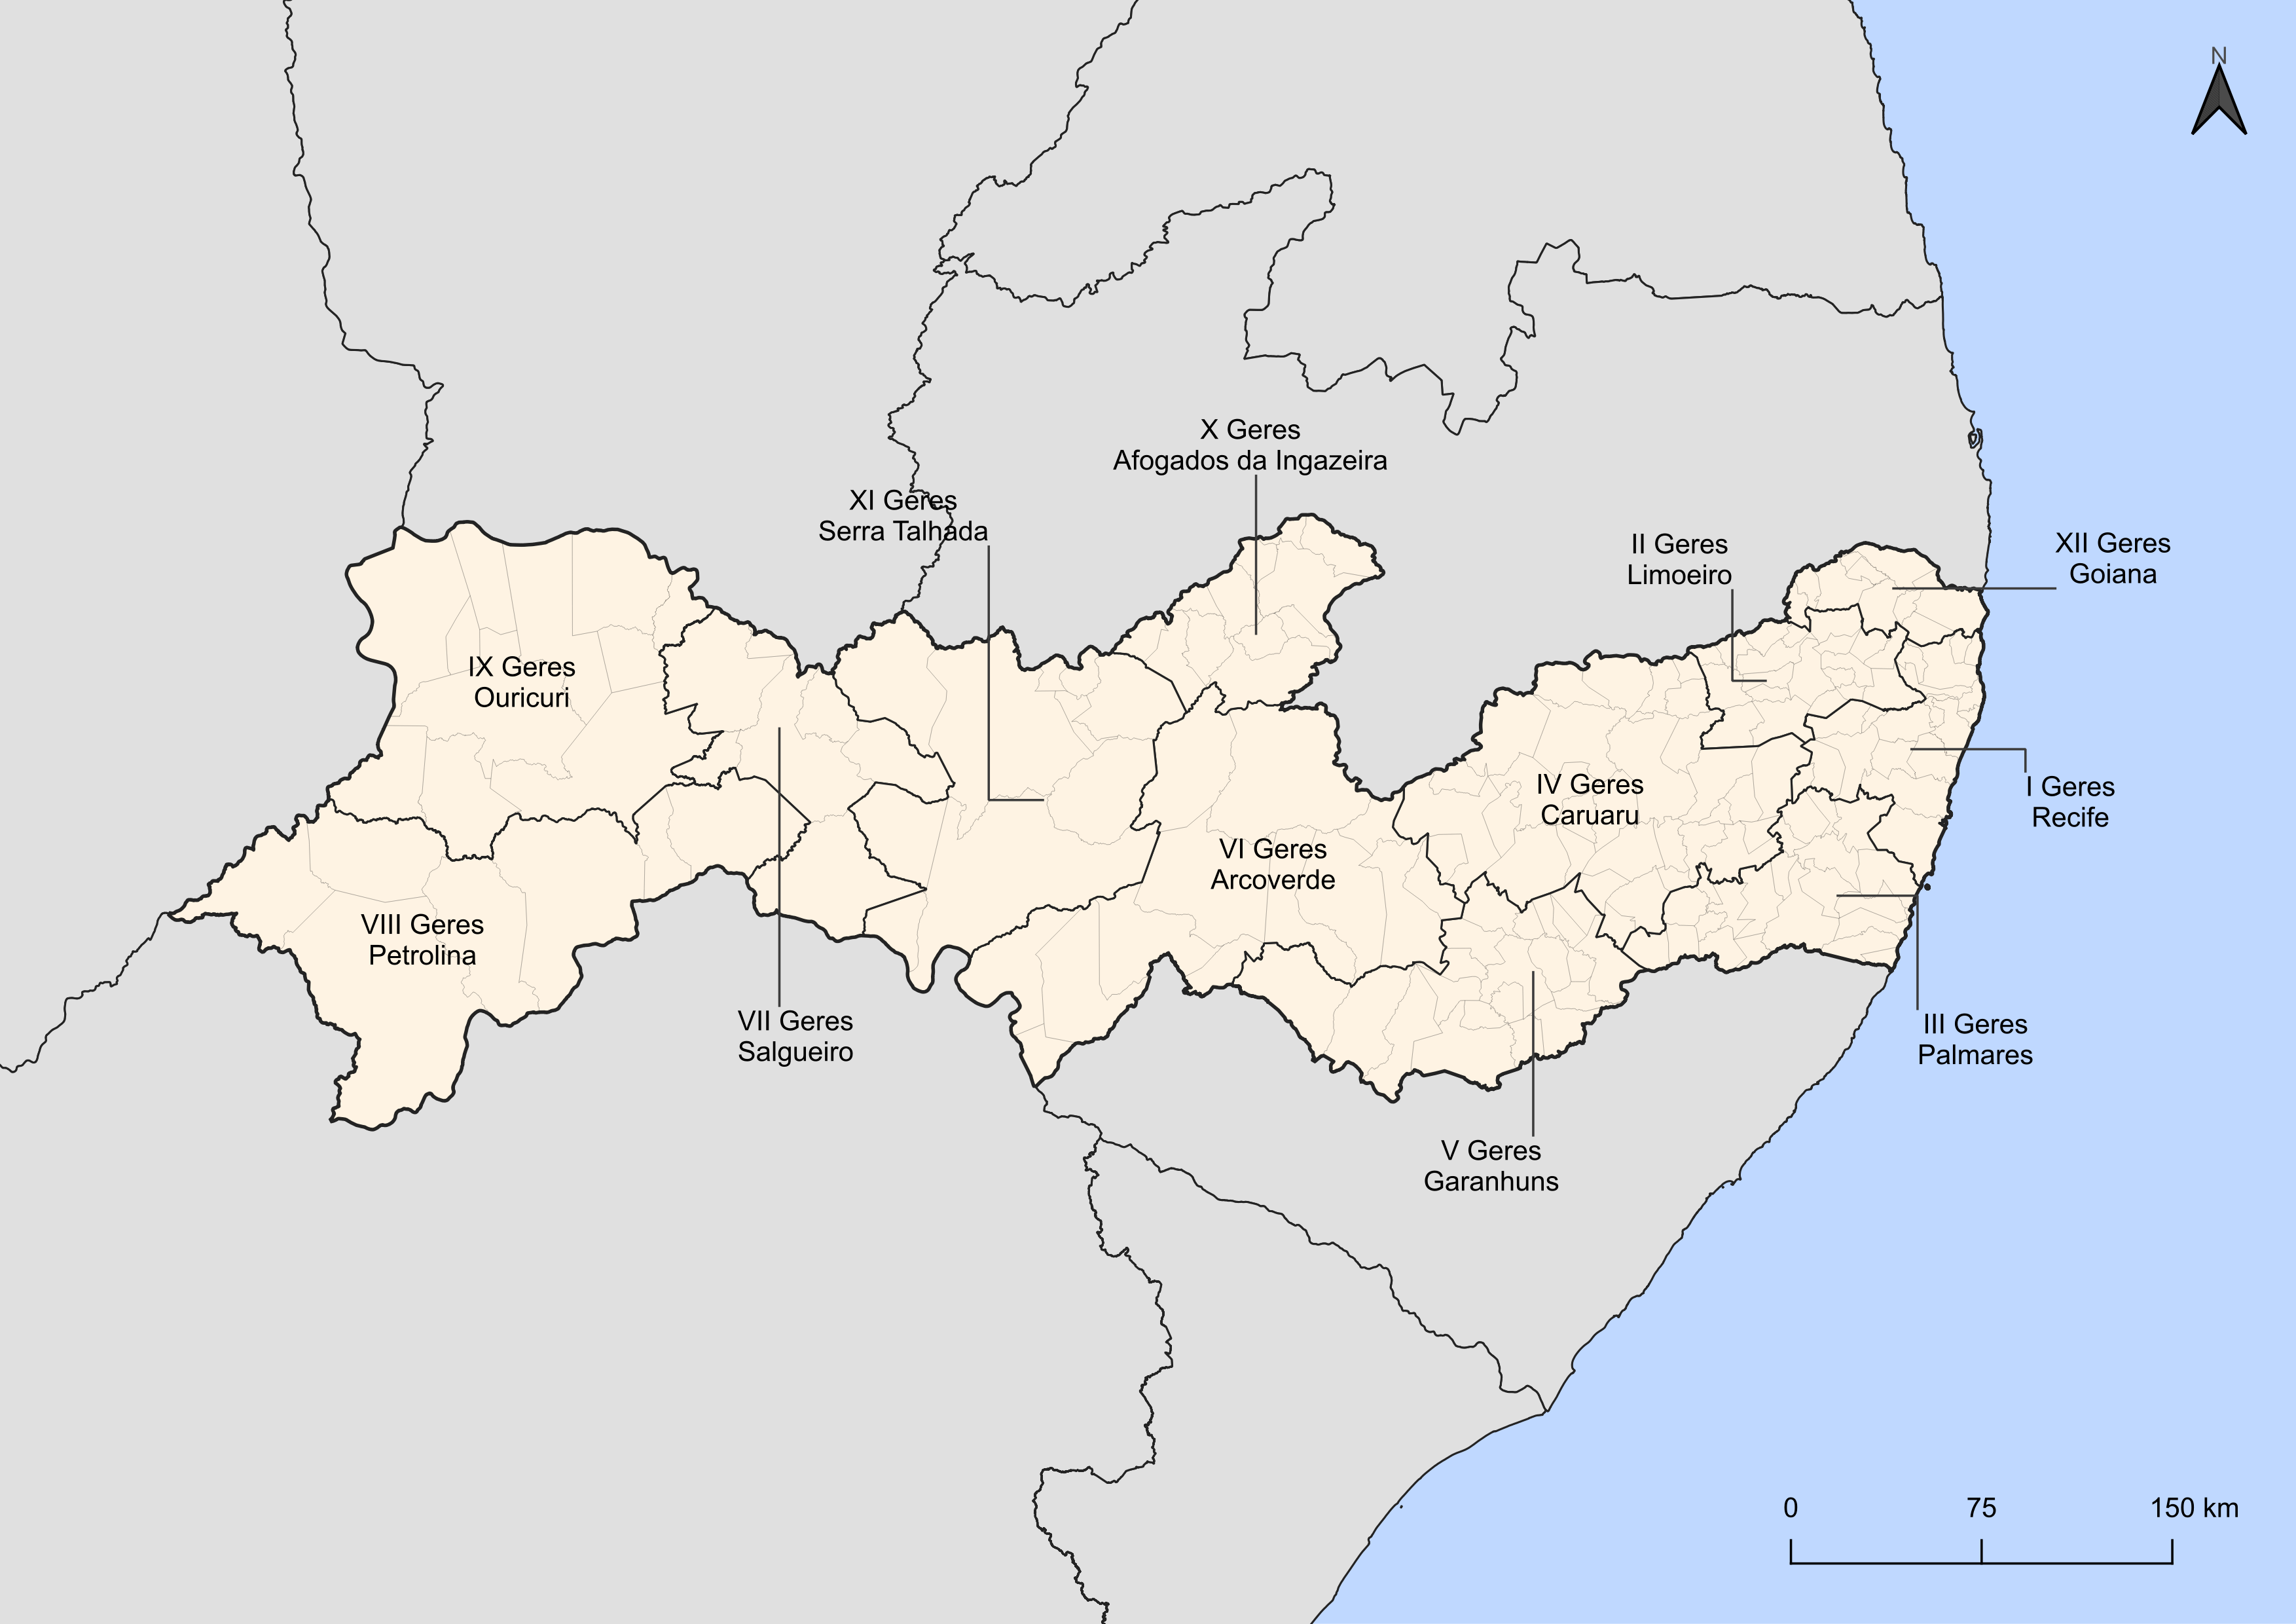 N
X Geres
Afogados da Ingazeira
XI Geres
Serra Talhada
II Geres
Limoeiro
XII Geres
Goiana
IX Geres
Ouricuri
IV Geres
Caruaru
I Geres
Recife
VI Geres
Arcoverde
VIII Geres
Petrolina
VII Geres
Salgueiro
III Geres
Palmares
V Geres
Garanhuns
0 75 150 km